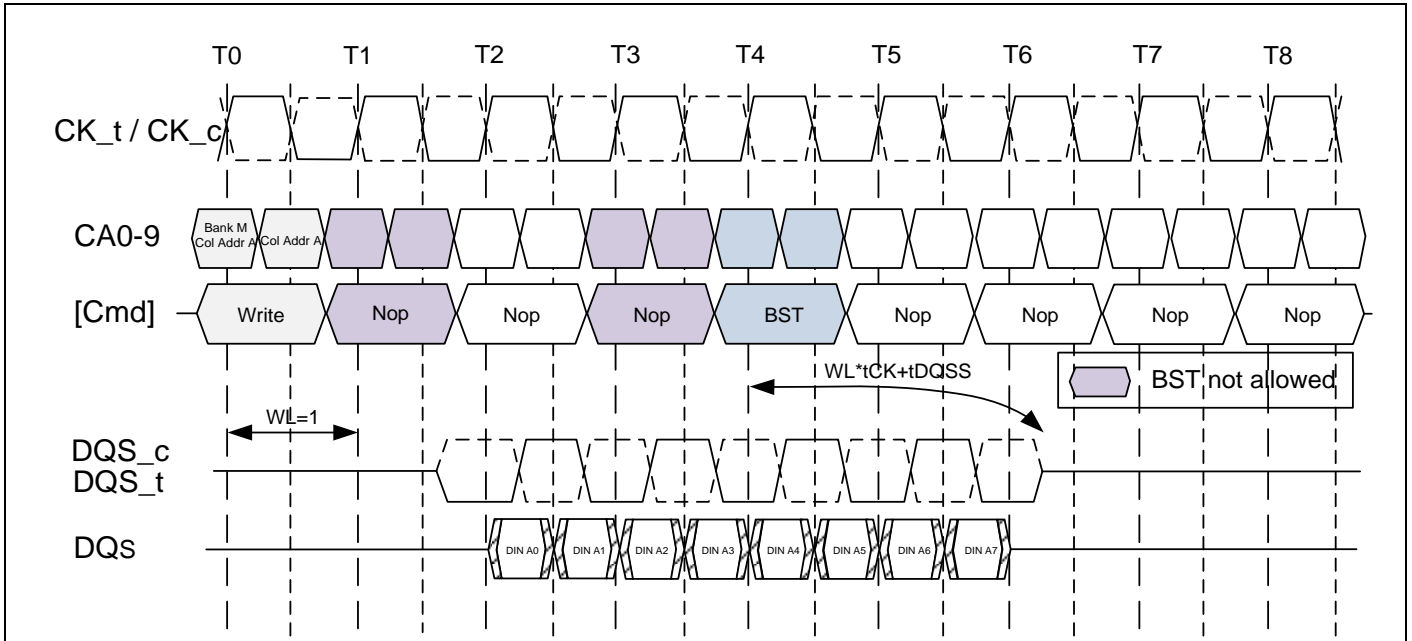 T0 T1 T2 T3 T4 T5 T6 T7 T8
CK_t / CK_c
Bank M
CA0-9 Col Addr A Col Addr A
[Cmd] Write Nop Nop Nop BST Nop Nop Nop Nop
WL*tCK+tDQSS
BST not allowed
WL=1
DQS_c
DQS_t
DQs DIN A0 DIN A1 DIN A2 DIN A3 DIN A4 DIN A5 DIN A6 DIN A7